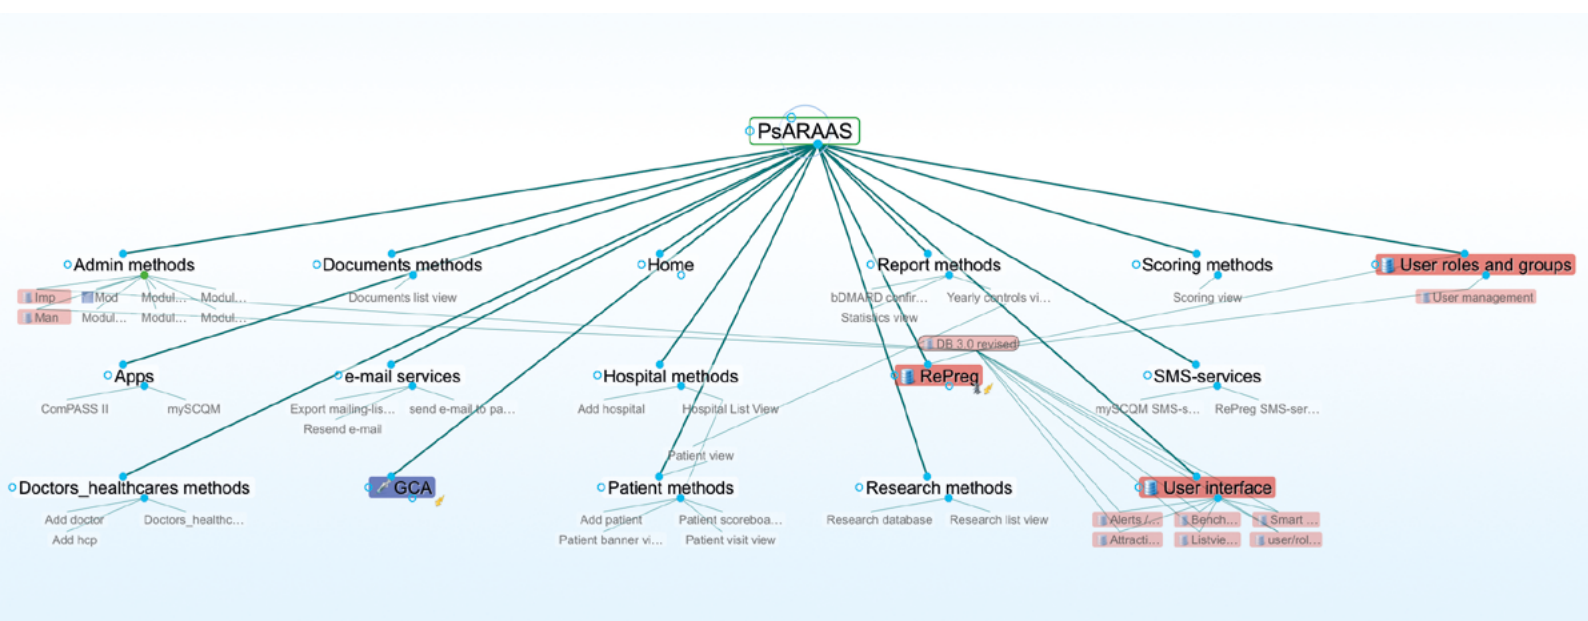 PsARAAS
Admin methods
Documents methods
Home
Report methods
Scoring methods
User roles and groups
Imp
Mod
Modul...
Modul...
Documents list view
bDMARD confir...
Yearly controls vi...
Scoring view
User management
Man
Modul...
Modul...
Modul...
Statistics view
DB 3.0 revised
Apps
e-mail services
Hospital methods
RePreg
SMS-services
ComPASS II
mySCQM
Export mailing-lis...
send e-mail to pa...
Add hospital
Hospital List View
mySCQM SMS-s...
RePreg SMS-ser...
Resend e-mail
Patient view
Doctors_healthcares methods
GCA
Patient methods
Research methods
User interface
Add doctor
Doctors_healthc...
Add patient
Patient scoreboa...
Research database
Research list view
Alerts /...
Bench...
Smart ...
Add hcp
Patient banner vi...
Patient visit view
Attracti...
Listvie...
user/rol...